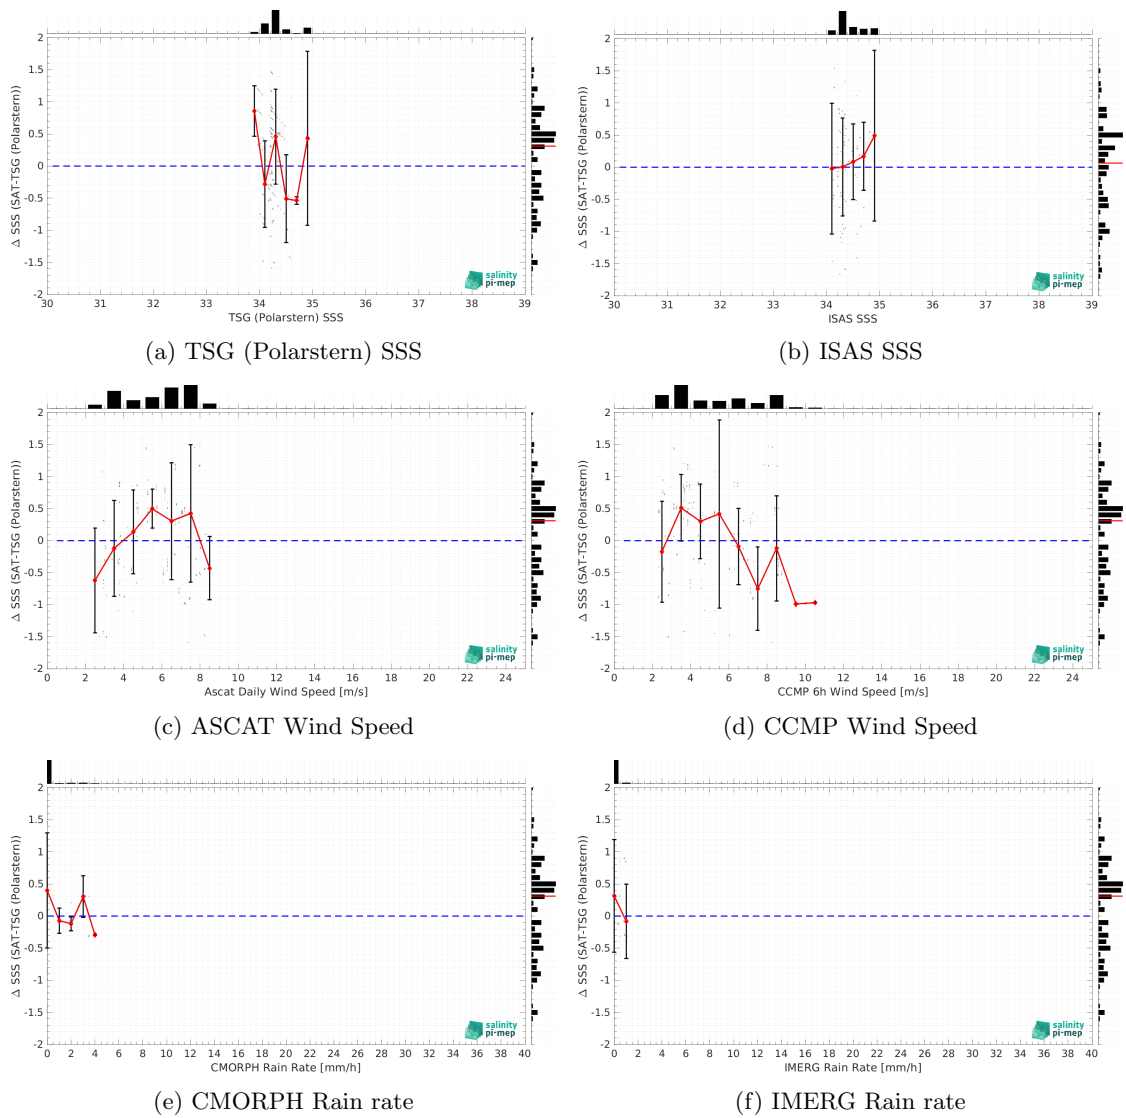 2
1.5
1
0.5
0
-0.5
-1
-1.5
-2
Δ SSS (SAT-TSG (Polarstern))
30 31 32 33 34 35 36 37 38 39
TSG (Polarstern) SSS
salinity
pi-mep
(a) TSG (Polarstern) SSS
2
1.5
1
0.5
0
-0.5
-1
-1.5
-2
Δ SSS (SAT-TSG (Polarstern))
30 31 32 33 34 35 36 37 38 39
ISAS SSS
salinity
pi-mep
(b) ISAS SSS
2
1.5
1
0.5
0
-0.5
-1
-1.5
-2
Δ SSS (SAT-TSG (Polarstern))
0 2 4 6 8 10 12 14 16 18 20 22 24
Ascat Daily Wind Speed [m/s]
salinity
pi-mep
(c) ASCAT Wind Speed
2
1.5
1
0.5
0
-0.5
-1
-1.5
-2
Δ SSS (SAT-TSG (Polarstern))
0 2 4 6 8 10 12 14 16 18 20 22 24
CCMP 6h Wind Speed [m/s]
salinity
pi-mep
(d) CCMP Wind Speed
2
1.5
1
0.5
0
-0.5
-1
-1.5
-2
Δ SSS (SAT-TSG (Polarstern))
0 2 4 6 8 10 12 14 16 18 20 22 24 26 28 30 32 34 36 38 40
CMORPH Rain Rate [mm/h]
salinity
pi-mep
(e) CMORPH Rain rate
2
1.5
1
0.5
0
-0.5
-1
-1.5
-2
Δ SSS (SAT-TSG (Polarstern))
0 2 4 6 8 10 12 14 16 18 20 22 24 26 28 30 32 34 36 38 40
IMERG Rain Rate [mm/h]
salinity
pi-mep
(f) IMERG Rain rate